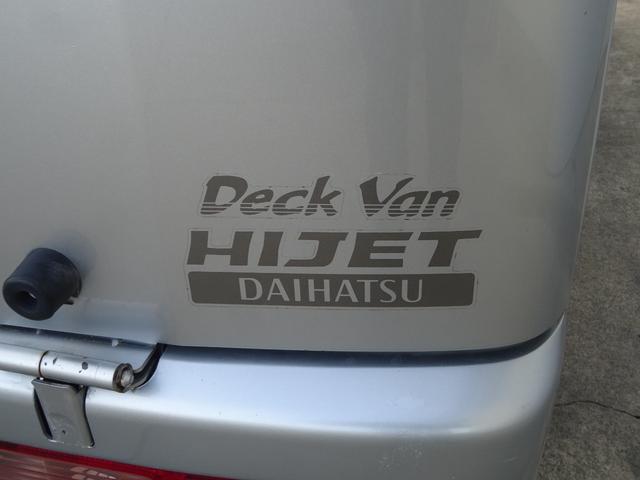 Deck Van
HIJET
DAIHATSU